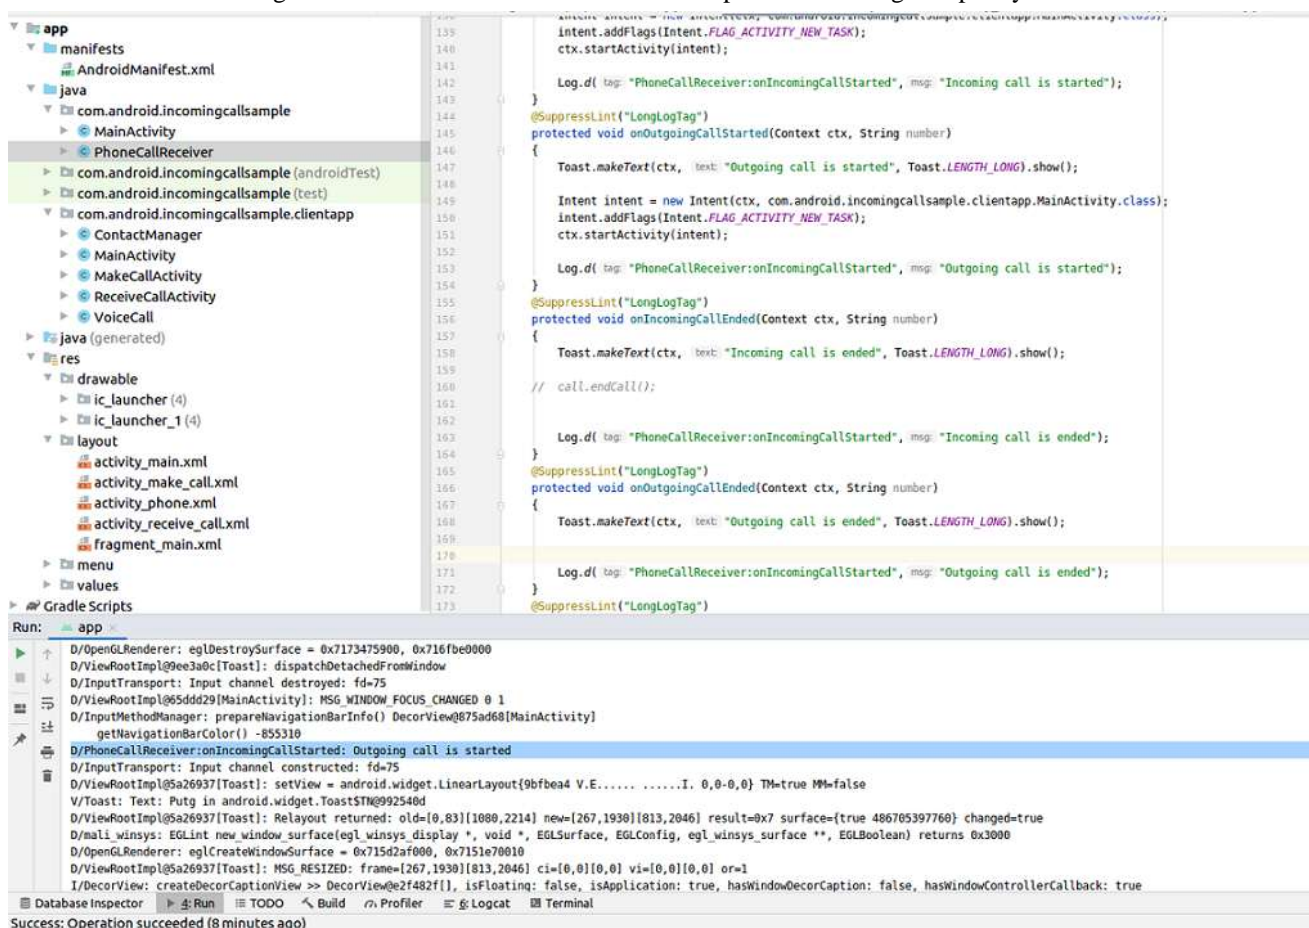 app
manifests
AndroidManifest.xml
java
com.android.incomingcallsample
MainActivity
PhoneCallReceiver
com.android.incomingcallsample (androidTest)
com.android.incomingcallsample (test)
com.android.incomingcallsample.clientapp
ContactManager
MainActivity
MakeCallActivity
ReceiveCallActivity
VoiceCall
java (generated)
res
drawable
ic_launcher (4)
ic_launcher_1 (4)
layout
activity_main.xml
activity_make_call.xml
activity_phone.xml
activity_receive_call.xml
fragment_main.xml
menu
values
Gradle Scripts
139 intent.addFlags(Intent.FLAG_ACTIVITY_NEW_TASK);
140 ctx.startActivity(intent);
141
142 Log.d( tag: "PhoneCallReceiver:onIncomingCallStarted", msg: "Incoming call is started");
143 }
144 @SuppressLint("LongLogTag")
145 protected void onOutgoingCallStarted(Context ctx, String number)
146 {
147 Toast.makeText(ctx, text: "Outgoing call is started", Toast.LENGTH_LONG).show();
148
149 Intent intent = new Intent(ctx, com.android.incomingcallsample.clientapp.MainActivity.class);
150 intent.addFlags(Intent.FLAG_ACTIVITY_NEW_TASK);
151 ctx.startActivity(intent);
152
153 Log.d( tag: "PhoneCallReceiver:onIncomingCallStarted", msg: "Outgoing call is started");
154 }
155 @SuppressLint("LongLogTag")
156 protected void onIncomingCallEnded(Context ctx, String number)
157 {
158 Toast.makeText(ctx, text: "Incoming call is ended", Toast.LENGTH_LONG).show();
159
160 // call.endCall();
161
162
163 Log.d( tag: "PhoneCallReceiver:onIncomingCallStarted", msg: "Incoming call is ended");
164 }
165 @SuppressLint("LongLogTag")
166 protected void onOutgoingCallEnded(Context ctx, String number)
167 {
168 Toast.makeText(ctx, text: "Outgoing call is ended", Toast.LENGTH_LONG).show();
169
170
171 Log.d( tag: "PhoneCallReceiver:onIncomingCallStarted", msg: "Outgoing call is ended");
172 }
173 @SuppressLint("LongLogTag")
Run: app
D/OpenGLRenderer: eglDestroySurface = 0x7173475900, 0x716fbe0000
D/ViewRootImpl@9ee3a0c[Toast]: dispatchDetachedFromWindow
D/InputTransport: Input channel destroyed: fd=75
D/ViewRootImpl@65ddd29[MainActivity]: MSG_WINDOW_FOCUS_CHANGED 0 1
D/InputMethodManager: prepareNavigationBarInfo() DecorView@875ad68[MainActivity]
getNavigationBarColor() -855310
D/PhoneCallReceiver:onIncomingCallStarted: Outgoing call is started
D/InputTransport: Input channel constructed: fd=75
D/ViewRootImpl@5a26937[Toast]: setView = android.widget.LinearLayout{9bfbea4 V.E...... ......I. 0,0-0,0} TM=true MM=false
V/Toast: Text: Putg in android.widget.Toast$TN@992540d
D/ViewRootImpl@5a26937[Toast]: Relayout returned: old=[0,83][1080,2214] new=[267,1930][813,2046] result=0x7 surface={true 486705397760} changed=true
D/mali_winsys: EGLint new_window_surface(egl_winsys_display *, void *, EGLSurface, EGLConfig, egl_winsys_surface **, EGLBoolean) returns 0x3000
D/OpenGLRenderer: eglCreateWindowSurface = 0x715d2af000, 0x7151e70010
D/ViewRootImpl@5a26937[Toast]: MSG_RESIZED: frame=[267,1930][813,2046] ci=[0,0][0,0] vi=[0,0][0,0] or=1
I/DecorView: createDecorCaptionView >> DecorView@e2f482f[], isFloating: false, isApplication: true, hasWindowDecorCaption: false, hasWindowControllerCallback: true
Database Inspector 4: Run TODO Build Profiler 6: Logcat Terminal
Success: Operation succeeded (8 minutes ago)